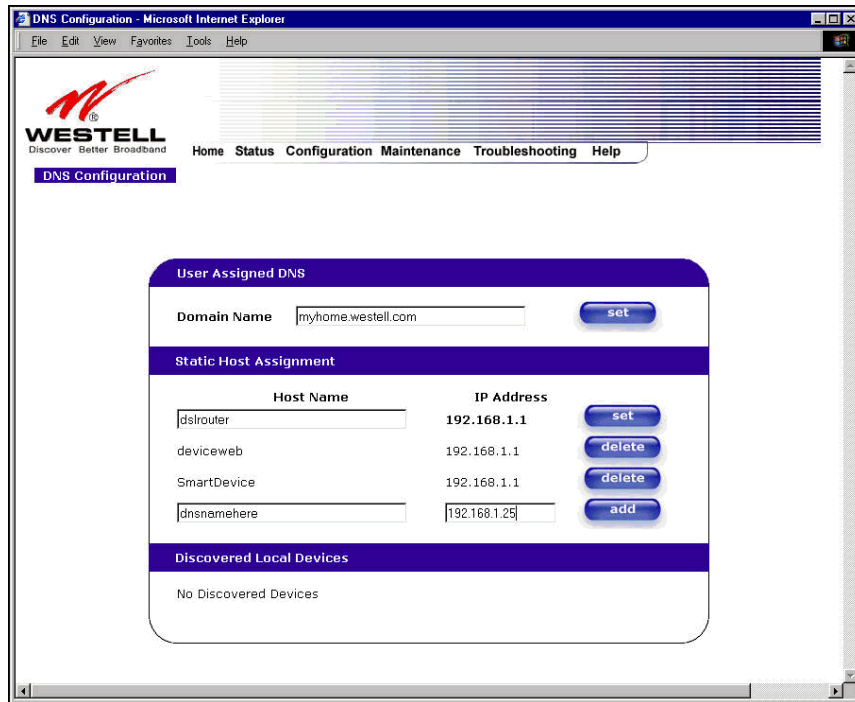 DNS Configuration - Microsoft Internet Explorer
File Edit View Favorites Tools Help
®
WESTELL
Discover Better Broadband
Home Status Configuration Maintenance Troubleshooting Help
DNS Configuration
User Assigned DNS
Domain Name myhome.westell.com set
Static Host Assignment
Host Name IP Address
dslrouter 192.168.1.1 set
deviceweb 192.168.1.1 delete
SmartDevice 192.168.1.1 delete
dnsnamehere 192.168.1.25 add
Discovered Local Devices
No Discovered Devices